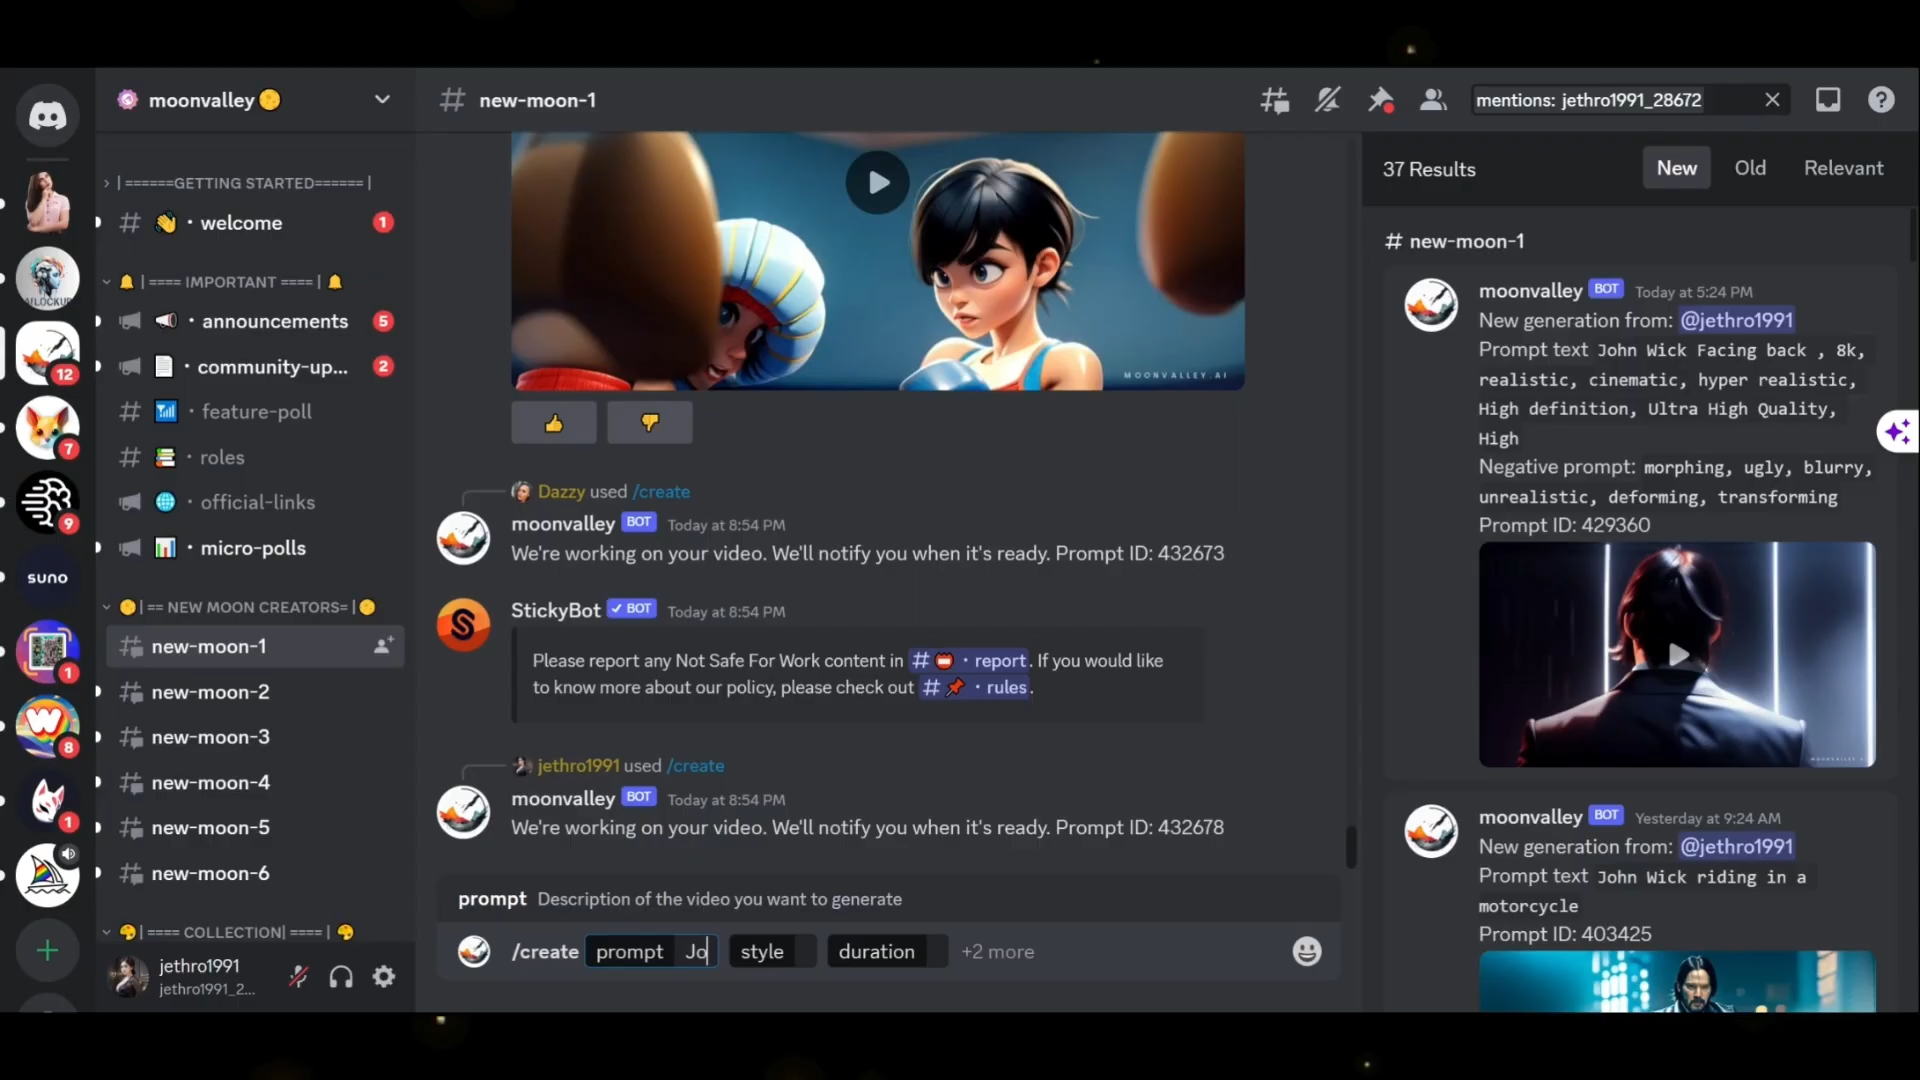 moonvalley
new-moon-1
mentions: jethro1991_28672
|======GETTING STARTED======|
welcome
1
|==== IMPORTANT ====|
announcements
5
community-up...
2
feature-poll
roles
official-links
micro-polls
|== NEW MOON CREATORS=|
new-moon-1
new-moon-2
new-moon-3
new-moon-4
new-moon-5
new-moon-6
|==== COLLECTION|====|
jethro1991
jethro1991_2...
12
7
9
suno
1
8
1
MOONVALLEY.AI
Dazzy used /create
moonvalley BOT Today at 8:54 PM
We're working on your video. We'll notify you when it's ready. Prompt ID: 432673
StickyBot ✓ BOT Today at 8:54 PM
Please report any Not Safe For Work content in # · report. If you would like
to know more about our policy, please check out # · rules.
jethro1991 used /create
moonvalley BOT Today at 8:54 PM
We're working on your video. We'll notify you when it's ready. Prompt ID: 432678
prompt Description of the video you want to generate
/create prompt Jo style duration +2 more
37 Results New Old Relevant
# new-moon-1
moonvalley BOT Today at 5:24 PM
New generation from: @jethro1991
Prompt text John Wick Facing back , 8k,
realistic, cinematic, hyper realistic,
High definition, Ultra High Quality,
High
Negative prompt: morphing, ugly, blurry,
unrealistic, deforming, transforming
Prompt ID: 429360
moonvalley BOT Yesterday at 9:24 AM
New generation from: @jethro1991
Prompt text John Wick riding in a
motorcycle
Prompt ID: 403425